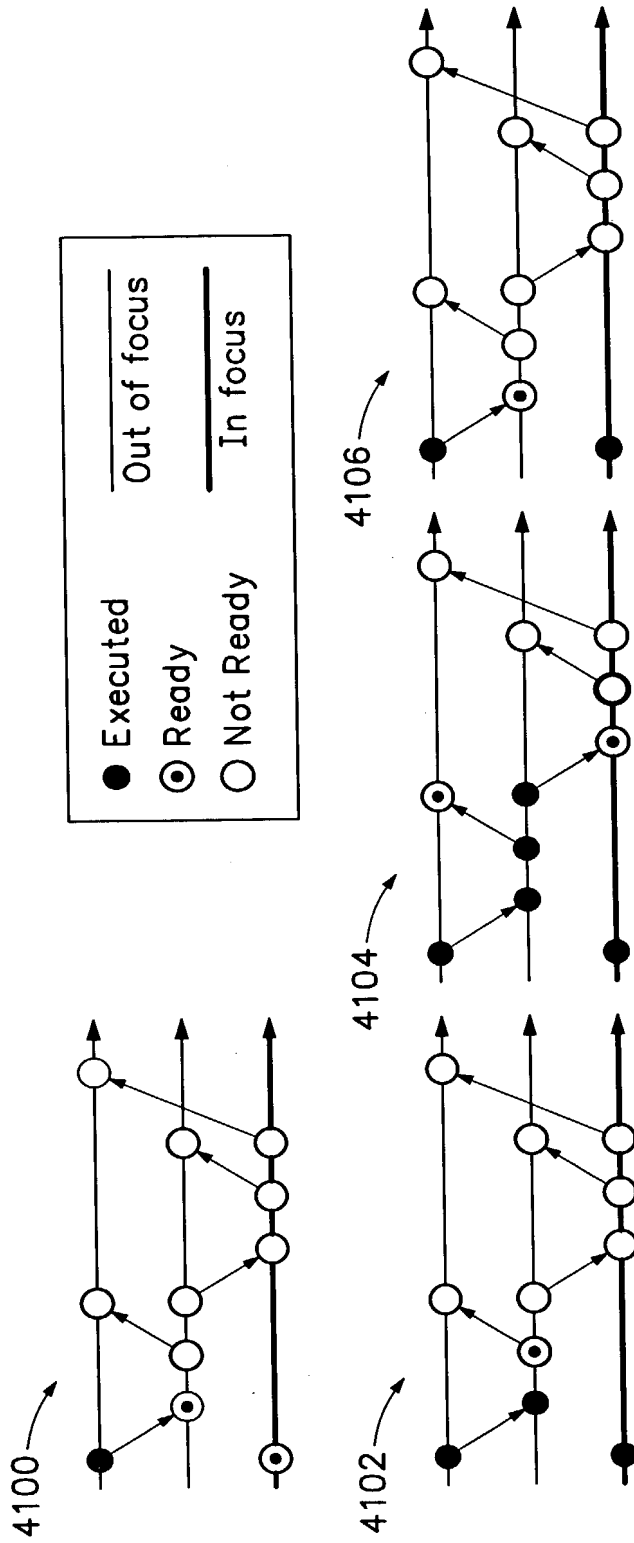 4100
Executed
Ready
Not Ready
Out of focus
In focus
4102
4104
4106